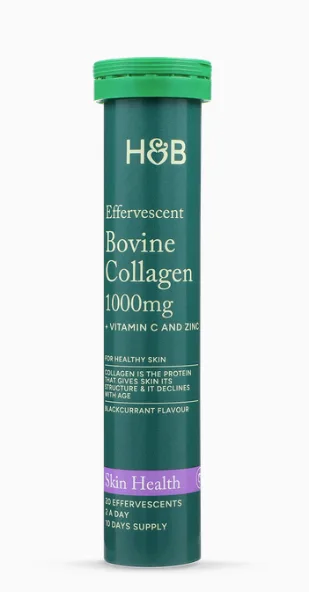 H&B
Effervescent
Bovine
Collagen
1000mg
+ VITAMIN C AND ZINC
FOR HEALTHY SKIN
COLLAGEN IS THE PROTEIN
THAT GIVES SKIN ITS
STRUCTURE & IT DECLINES
WITH AGE
BLACKCURRANT FLAVOUR
Skin Health
20 EFFERVESCENTS
2 A DAY
10 DAYS SUPPLY